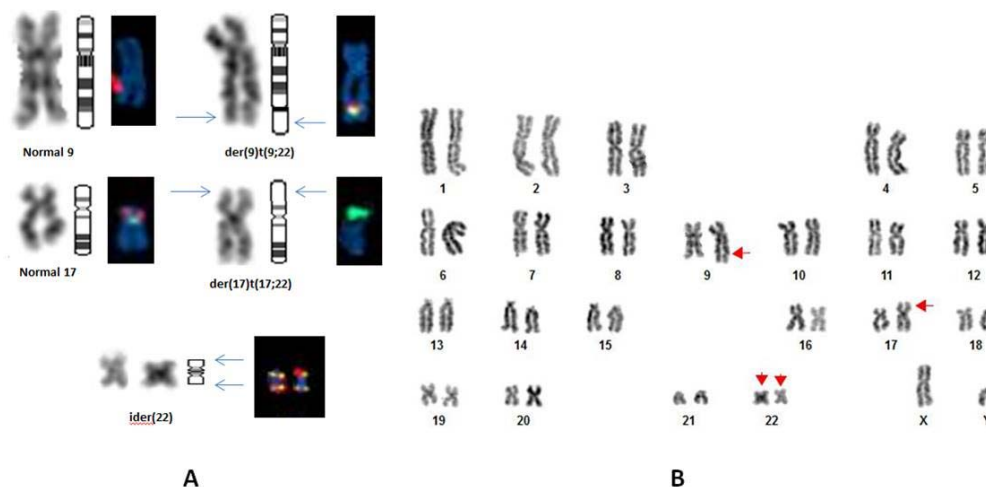 Normal 9
der(9)t(9;22)
Normal 17
der(17)t(17;22)
ider(22)
A
1 2 3 4 5
6 7 8 9 10 11 12
13 14 15 16 17 18
19 20 21 22 X Y
B